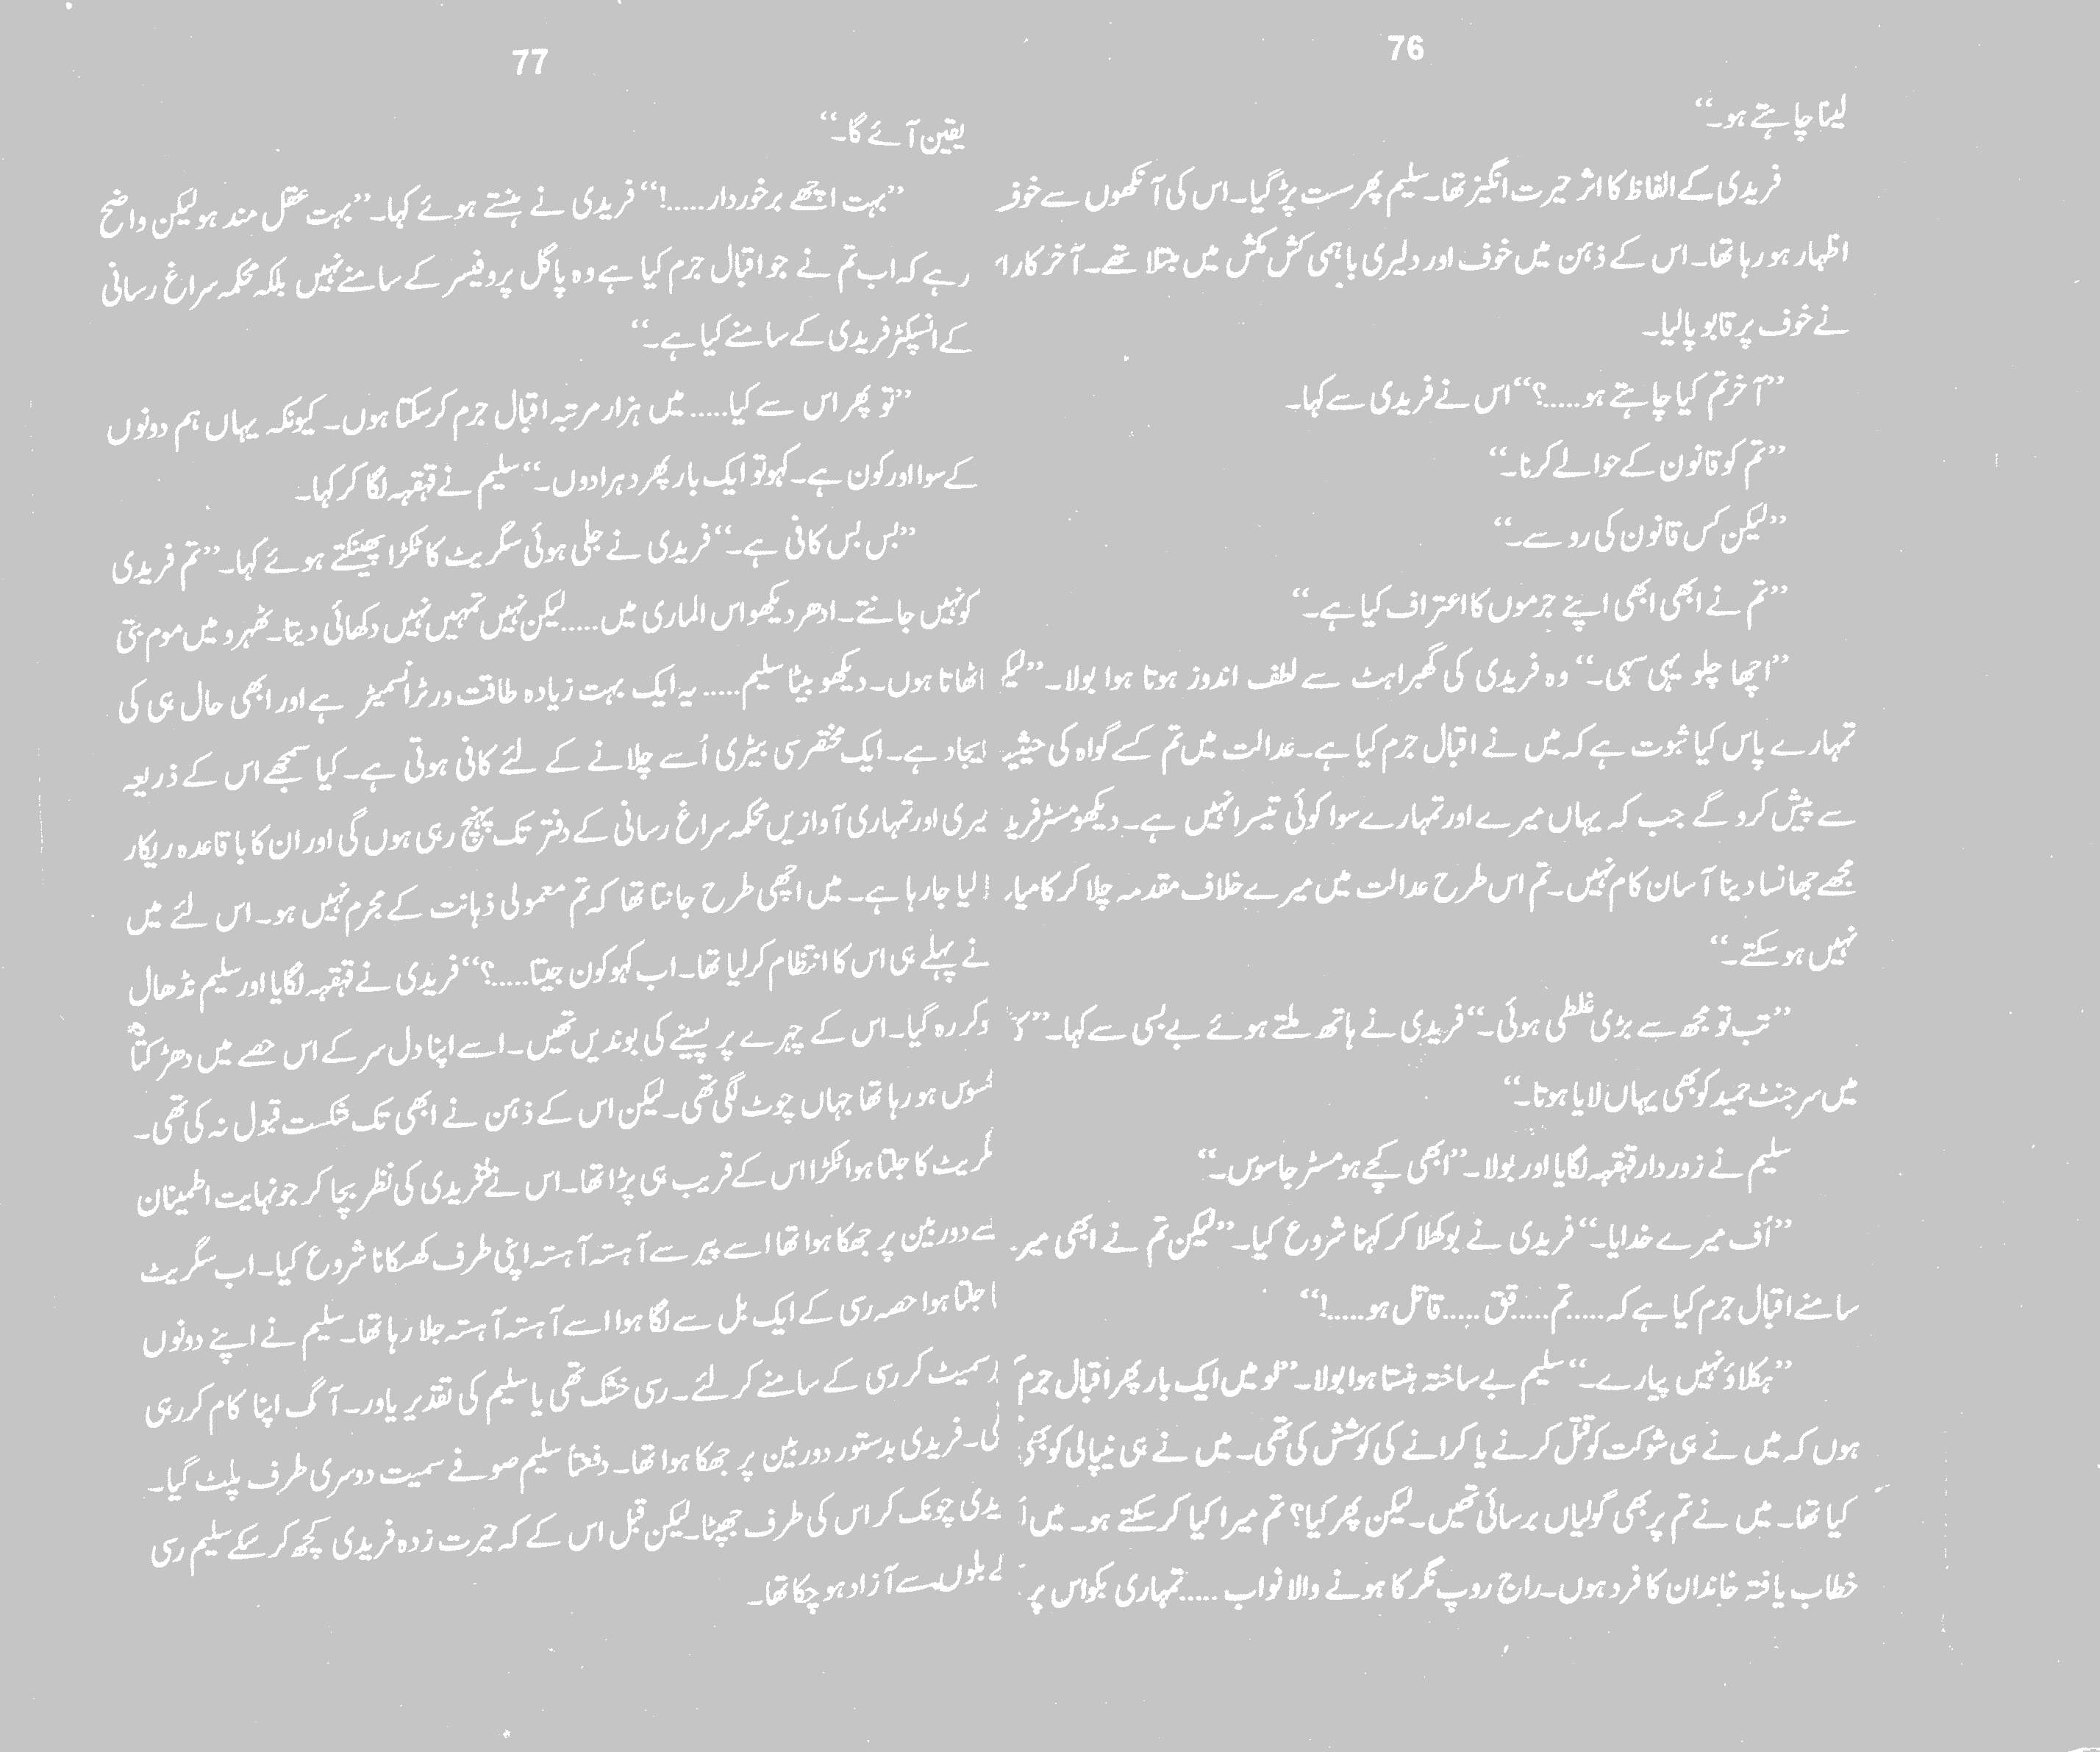 76
لینا چاہتے ہو۔“
فریدی کے الفاظ کا اثر حیرت انگیز تھا۔ سلیم پھر سست پڑ گیا۔ اس کی آنکھوں سے خوف
اظہار ہو رہا تھا۔ اس کے ذہن میں خوف اور دلیری باہمی کش مکش میں مبتلا تھے۔ آخر کار ا
نے خوف پر قابو پالیا۔
”آخر تم کیا چاہتے ہو......؟“ اس نے فریدی سے کہا۔
”تم کو قانون کے حوالے کرنا۔“
”لیکن کس قانون کی رو سے۔“
”تم نے ابھی ابھی اپنے جرموں کا اعتراف کیا ہے۔“
”اچھا چلو یہی سہی۔“ وہ فریدی کی گھبراہٹ سے لطف اندوز ہوتا ہوا بولا۔
تمہارے پاس کیا ثبوت ہے کہ میں نے اقبال جرم کیا ہے۔ عدالت میں تم کسے گواہ کی
سے پیش کرو گے جب کہ یہاں میرے اور تمہارے سوا کوئی تیسرا نہیں ہے۔ دیکھو مسٹر فرید
مجھے جھانسا دینا آسان کام نہیں۔ تم اس طرح عدالت میں میرے خلاف مقدمہ چلا کر کامیا
نہیں ہو سکتے۔“
”تب تو مجھ سے بڑی غلطی ہوئی۔“ فریدی نے ہاتھ ملتے ہوئے بے بسی سے کہا۔
میں سرجنٹ حمید کو بھی یہاں لایا ہوتا۔“
سلیم نے زور دار قہقہہ لگایا اور بولا۔ ”ابھی کچے ہو مسٹر جاسوس۔“
”اُف میرے خدایا۔“ فریدی نے بوکھلا کر کہنا شروع کیا۔ ”لیکن تم نے ابھی میر
سامنے اقبال جرم کیا ہے کہ......تم......قق......قاتل ہو......!“
”ہکلاؤ نہیں پیارے۔“ سلیم بے ساختہ ہنستا ہوا بولا۔ ”لو میں ایک بار پھر اقبال جرم
ہوں کہ میں نے ہی شوکت کو قتل کرنے یا کرانے کی کوشش کی تھی۔ میں نے ہی نیپالی کو بھی
کیا تھا۔ میں نے تم پر بھی گولیاں برسائی تھیں۔ لیکن پھر کیا؟ تم میرا کیا کر سکتے ہو۔ میں ا
خطاب یافتہ خاندان کا فرد ہوں۔ راج روپ نگر کا ہونے والا نواب......تمہاری بکواس پر
77
یقین آئے گا۔“
”بہت اچھے برخوردار......!“ فریدی نے ہنستے ہوئے کہا۔ ”بہت عقل مند ہو لیکن واضح
رہے کہ اب تم نے جو اقبال جرم کیا ہے وہ پاگل پروفیسر کے سامنے نہیں بلکہ محکمہ سراغ رسانی
کے انسپکٹر فریدی کے سامنے کیا ہے۔“
”تو پھر اس سے کیا......میں ہزار مرتبہ اقبال جرم کر سکتا ہوں۔ کیونکہ یہاں ہم دونوں
کے سوا اور کون ہے۔ کہو تو ایک بار پھر دہرا دوں۔“ سلیم نے قہقہہ لگا کر کہا۔
”بس بس کافی ہے۔“ فریدی نے جلی ہوئی سگریٹ کا ٹکڑا پھینکتے ہوئے کہا۔ ”تم فریدی
کو نہیں جانتے۔ ادھر دیکھو اس الماری میں......لیکن نہیں تمہیں نہیں دکھائی دیتا۔ ٹھہرو میں موم بتی
اٹھاتا ہوں۔ دیکھو بیٹا سلیم......یہ ایک بہت زیادہ طاقت ور ٹرانسمیٹر ہے اور ابھی حال ہی کی
ایجاد ہے۔ ایک مختصر سی بیٹری اُسے چلانے کے لئے کافی ہوتی ہے۔ کیا سمجھے اس کے ذریعہ
یری اور تمہاری آوازیں محکمہ سراغ رسانی کے دفتر تک پہنچ رہی ہوں گی اور ان کا باقاعدہ ریکار
لیا جا رہا ہے۔ میں اچھی طرح جانتا تھا کہ تم معمولی ذہانت کے مجرم نہیں ہو۔ اس لئے میں
نے پہلے ہی اس کا انتظام کر لیا تھا۔ اب کہو کون جیتا......؟“ فریدی نے قہقہہ لگایا اور سلیم نڈھال
و کر رہ گیا۔ اس کے چہرے پر پسینے کی بوندیں تھیں۔ اسے اپنا دل سر کے اس حصے میں دھڑکتا
سوس ہو رہا تھا جہاں چوٹ لگی تھی۔ لیکن اس کے ذہن نے ابھی تک شکست قبول نہ کی تھی۔
گریٹ کا جلتا ہوا ٹکڑا اس کے قریب ہی پڑا تھا۔ اس نے فریدی کی نظر بچا کر جو نہایت اطمینان
سے دوربین پر جھکا ہوا تھا اسے پیر سے آہستہ آہستہ اپنی طرف کھسکانا شروع کیا۔ اب سگریٹ
ا جلتا ہوا حصہ رسی کے ایک بل سے لگا ہوا اسے آہستہ آہستہ جلا رہا تھا۔ سلیم نے اپنے دونوں
سمیٹ کر رسی کے سامنے کر لئے۔ رسی خشک تھی یا سلیم کی تقدیر یاور۔ آگ اپنا کام کر رہی
ی۔ فریدی بدستور دوربین پر جھکا ہوا تھا۔ دفعتاً سلیم صوفے سمیت دوسری طرف پلٹ گیا۔
یدی چونک کر اس کی طرف جھپٹا۔ لیکن قبل اس کے کہ حیرت زدہ فریدی کچھ کر سکے سلیم رسی
کے بلوں سے آزاد ہو چکا تھا۔